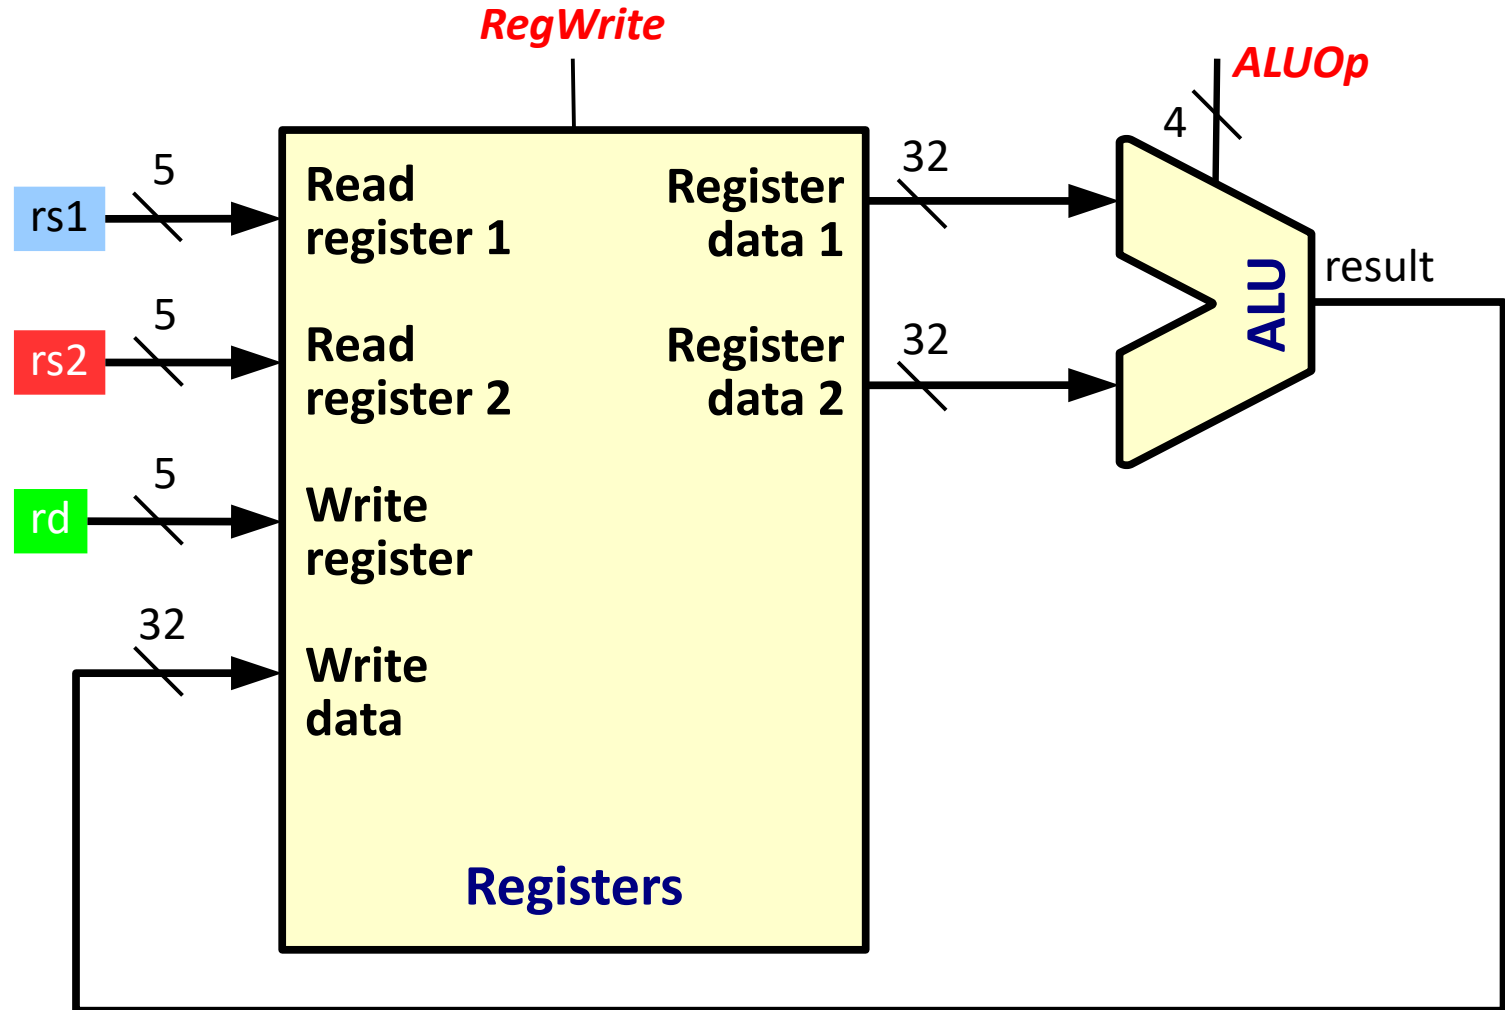 RegWrite
ALUOp
4
5
rs1
Read
register 1
Register
data 1
32
ALU
result
5
rs2
Read
register 2
Register
data 2
32
5
rd
Write
register
32
Write
data
Registers